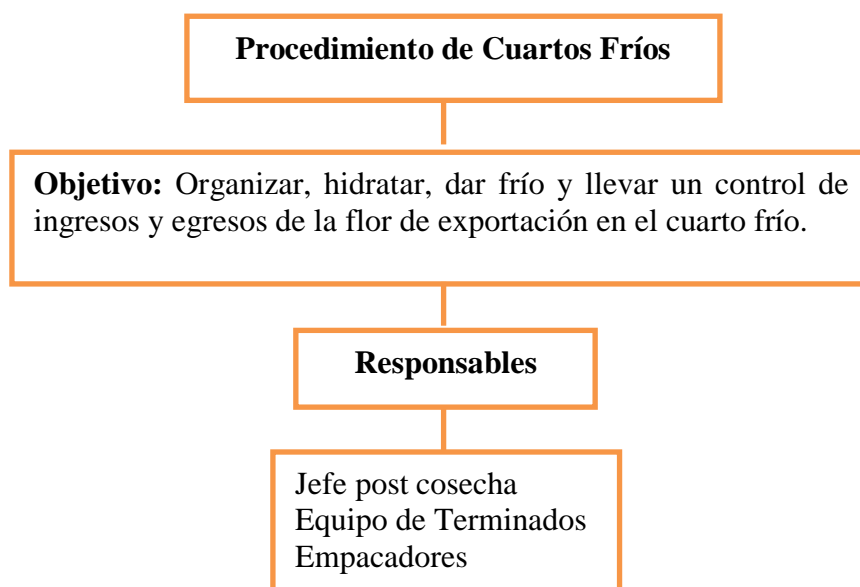 Procedimiento de Cuartos Fríos
Objetivo: Organizar, hidratar, dar frío y llevar un control de
ingresos y egresos de la flor de exportación en el cuarto frío.
Responsables
Jefe post cosecha
Equipo de Terminados
Empacadores